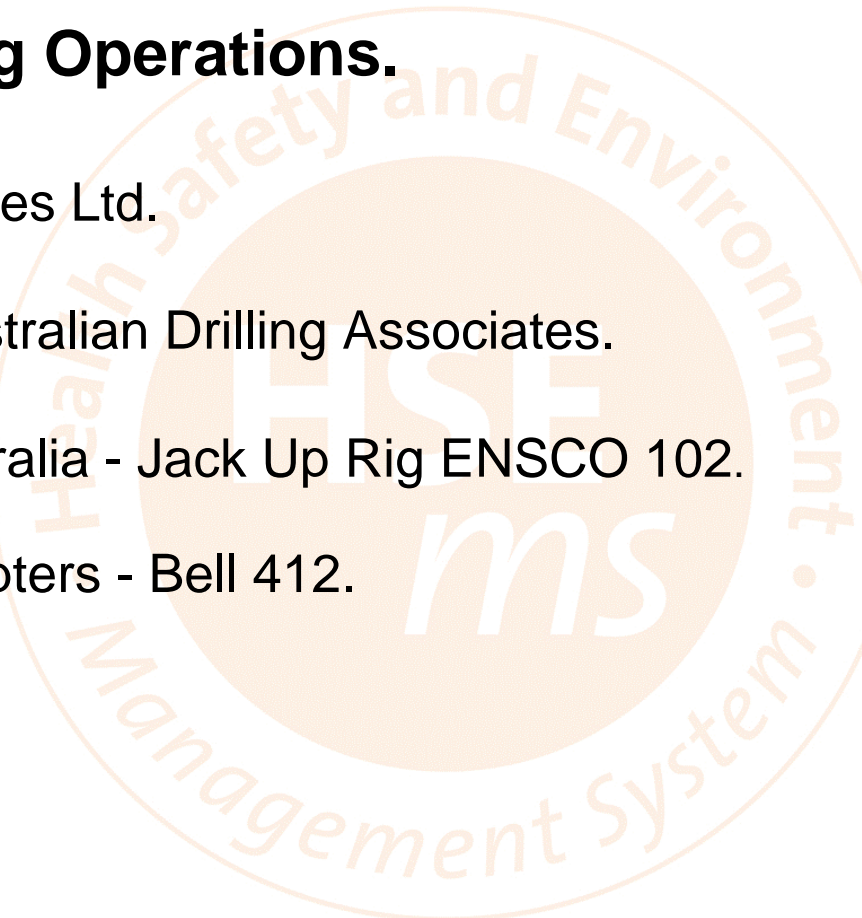 g Operations.
es Ltd.
stralian Drilling Associates.
ralia - Jack Up Rig ENSCO 102.
oters - Bell 412.
Health Safety and Environment •
HSE
ms
Management System